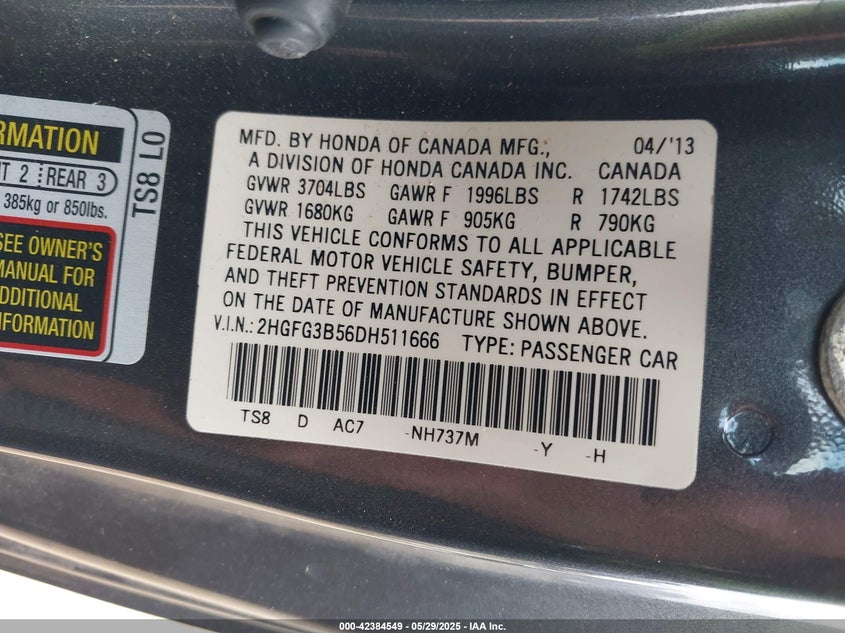 RMATION
T 2 REAR 3
385kg or 850lbs.
SEE OWNER'S
MANUAL FOR
ADDITIONAL
INFORMATION
TS8 L0
MFD. BY HONDA OF CANADA MFG., 04/'13
A DIVISION OF HONDA CANADA INC. CANADA
GVWR 3704LBS GAWR F 1996LBS R 1742LBS
GVWR 1680KG GAWR F 905KG R 790KG
THIS VEHICLE CONFORMS TO ALL APPLICABLE
FEDERAL MOTOR VEHICLE SAFETY, BUMPER,
AND THEFT PREVENTION STANDARDS IN EFFECT
ON THE DATE OF MANUFACTURE SHOWN ABOVE.
V.I.N.: 2HGFG3B56DH511666 TYPE: PASSENGER CAR
TS8 D AC7 -NH737M -Y -H
000-42384549 — 05/29/2025 — IAA Inc.